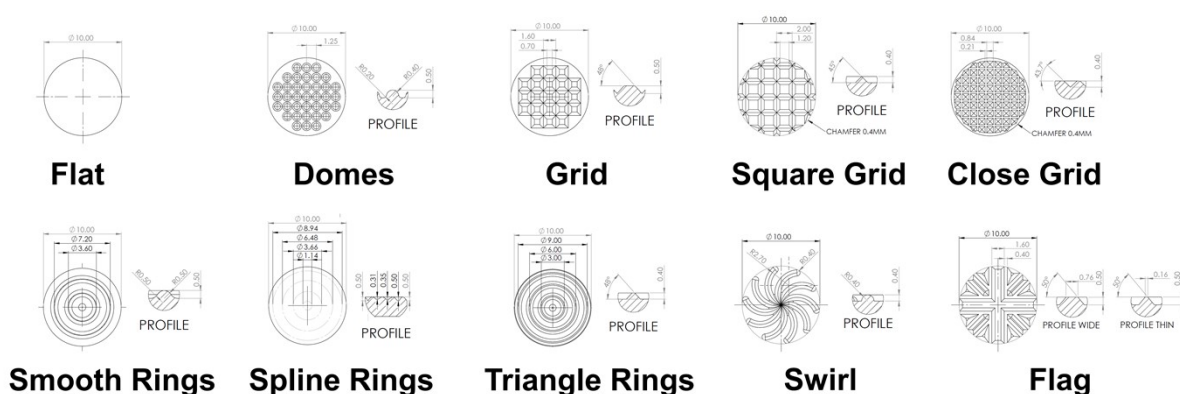 Ø10.00
Ø10.00
1.25
R0.20
R0.40
0.50
PROFILE
Ø10.00
1.60
0.70
48°
0.50
PROFILE
Ø10.00
2.00
1.20
45°
0.40
PROFILE
CHAMFER 0.4MM
Ø10.00
0.84
0.21
43.7°
0.40
PROFILE
CHAMFER 0.4MM
Flat
Domes
Grid
Square Grid
Close Grid
Ø10.00
Ø7.20
Ø3.60
R0.50
R0.50
0.50
PROFILE
Ø10.00
Ø8.94
Ø6.48
Ø3.66
Ø1.14
0.50
0.31
0.35
0.50
0.50
PROFILE
Ø10.00
Ø9.00
Ø6.00
Ø3.00
48°
0.40
PROFILE
Ø10.00
R2.70
R0.40
R0.40
0.40
PROFILE
Ø10.00
1.60
0.40
50°
0.76
0.50
PROFILE WIDE
50°
0.16
0.50
PROFILE THIN
Smooth Rings
Spline Rings
Triangle Rings
Swirl
Flag